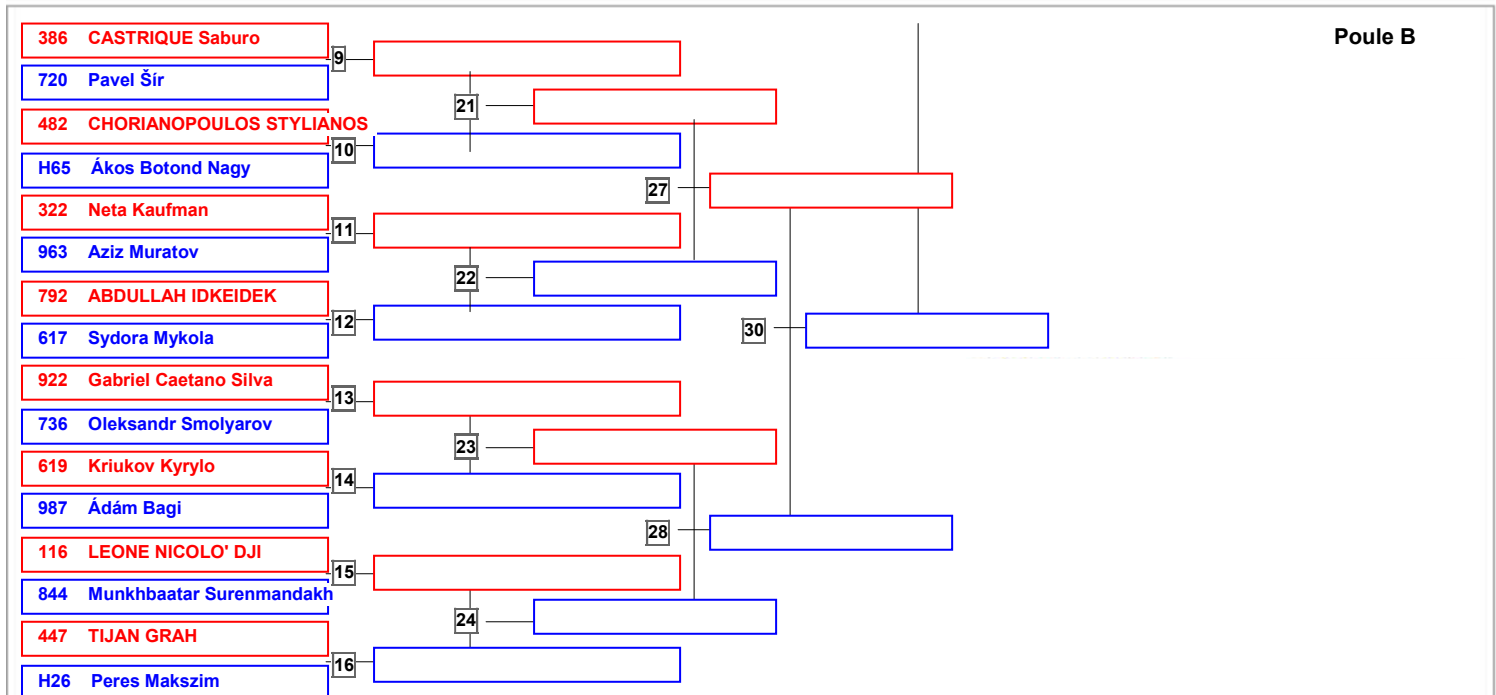 Poule B
386 CASTRIQUE Saburo
9
720 Pavel Šír
21
482 CHORIANOPOULOS STYLIANOS
10
H65 Ákos Botond Nagy
27
322 Neta Kaufman
11
963 Aziz Muratov
22
792 ABDULLAH IDKEIDEK
12
30
617 Sydora Mykola
922 Gabriel Caetano Silva
13
736 Oleksandr Smolyarov
23
619 Kriukov Kyrylo
14
987 Ádám Bagi
28
116 LEONE NICOLO' DJI
15
844 Munkhbaatar Surenmandakh
24
447 TIJAN GRAH
16
H26 Peres Makszim